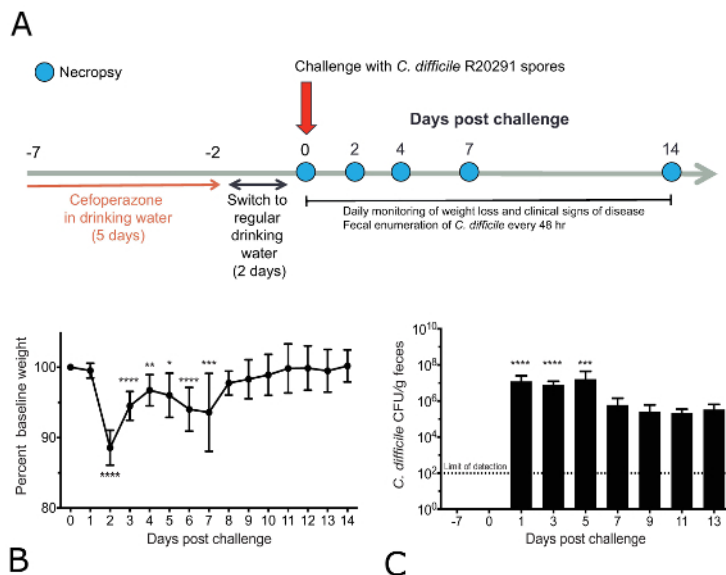 A
Challenge with C. difficile R20291 spores
Necropsy
Days post challenge
-7 -2 0 2 4 7 14
Cefoperazone
in drinking water
(5 days)
Switch to
regular
drinking
water
(2 days)
Daily monitoring of weight loss and clinical signs of disease
Fecal enumeration of C. difficile every 48 hr
Percent baseline weight
100
90
80
**** **** ** * **** ***
0 1 2 3 4 5 6 7 8 9 10 11 12 13 14
Days post challenge
B
C. difficile CFU/g feces
10^10
10^8
10^6
10^4
10^2
10^0
**** **** ***
Limit of detection
-7 0 1 3 5 7 9 11 13
Days post challenge
C